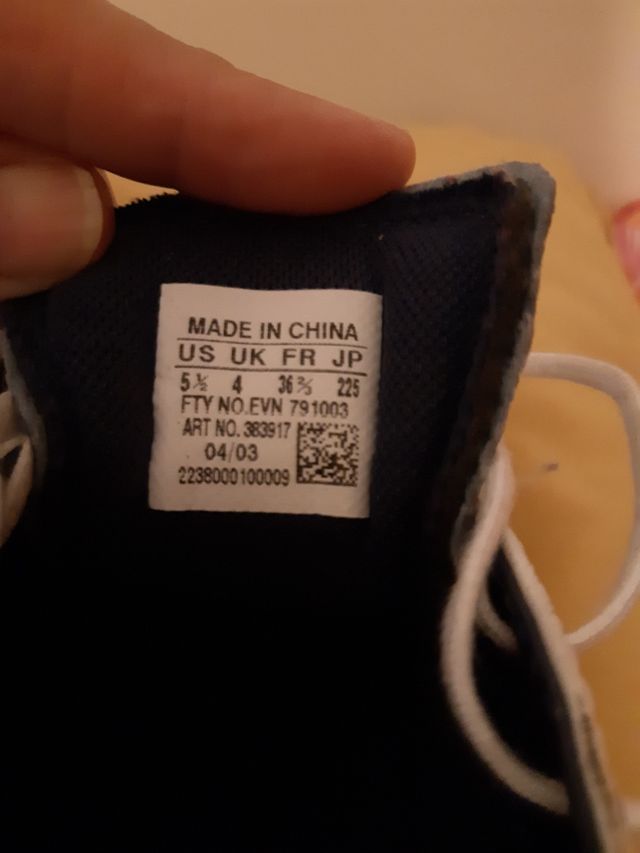 MADE IN CHINA
US UK FR JP
5½ 4 36⅔ 225
FTY NO.EVN 791003
ART NO. 383917
04/03
2238000100009